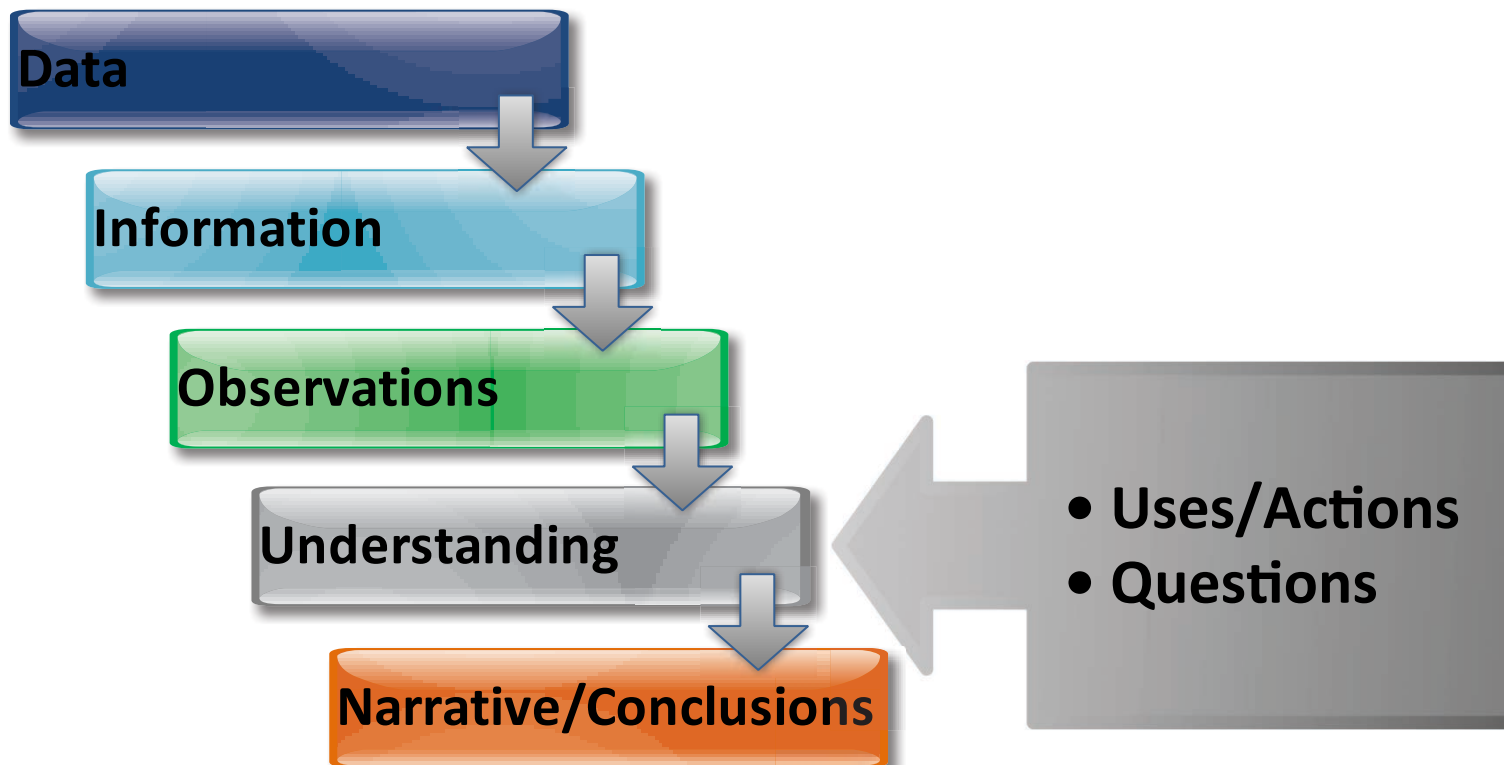 Data
Information
Observations
Understanding
Narrative/Conclusions
• Uses/Actions
• Questions